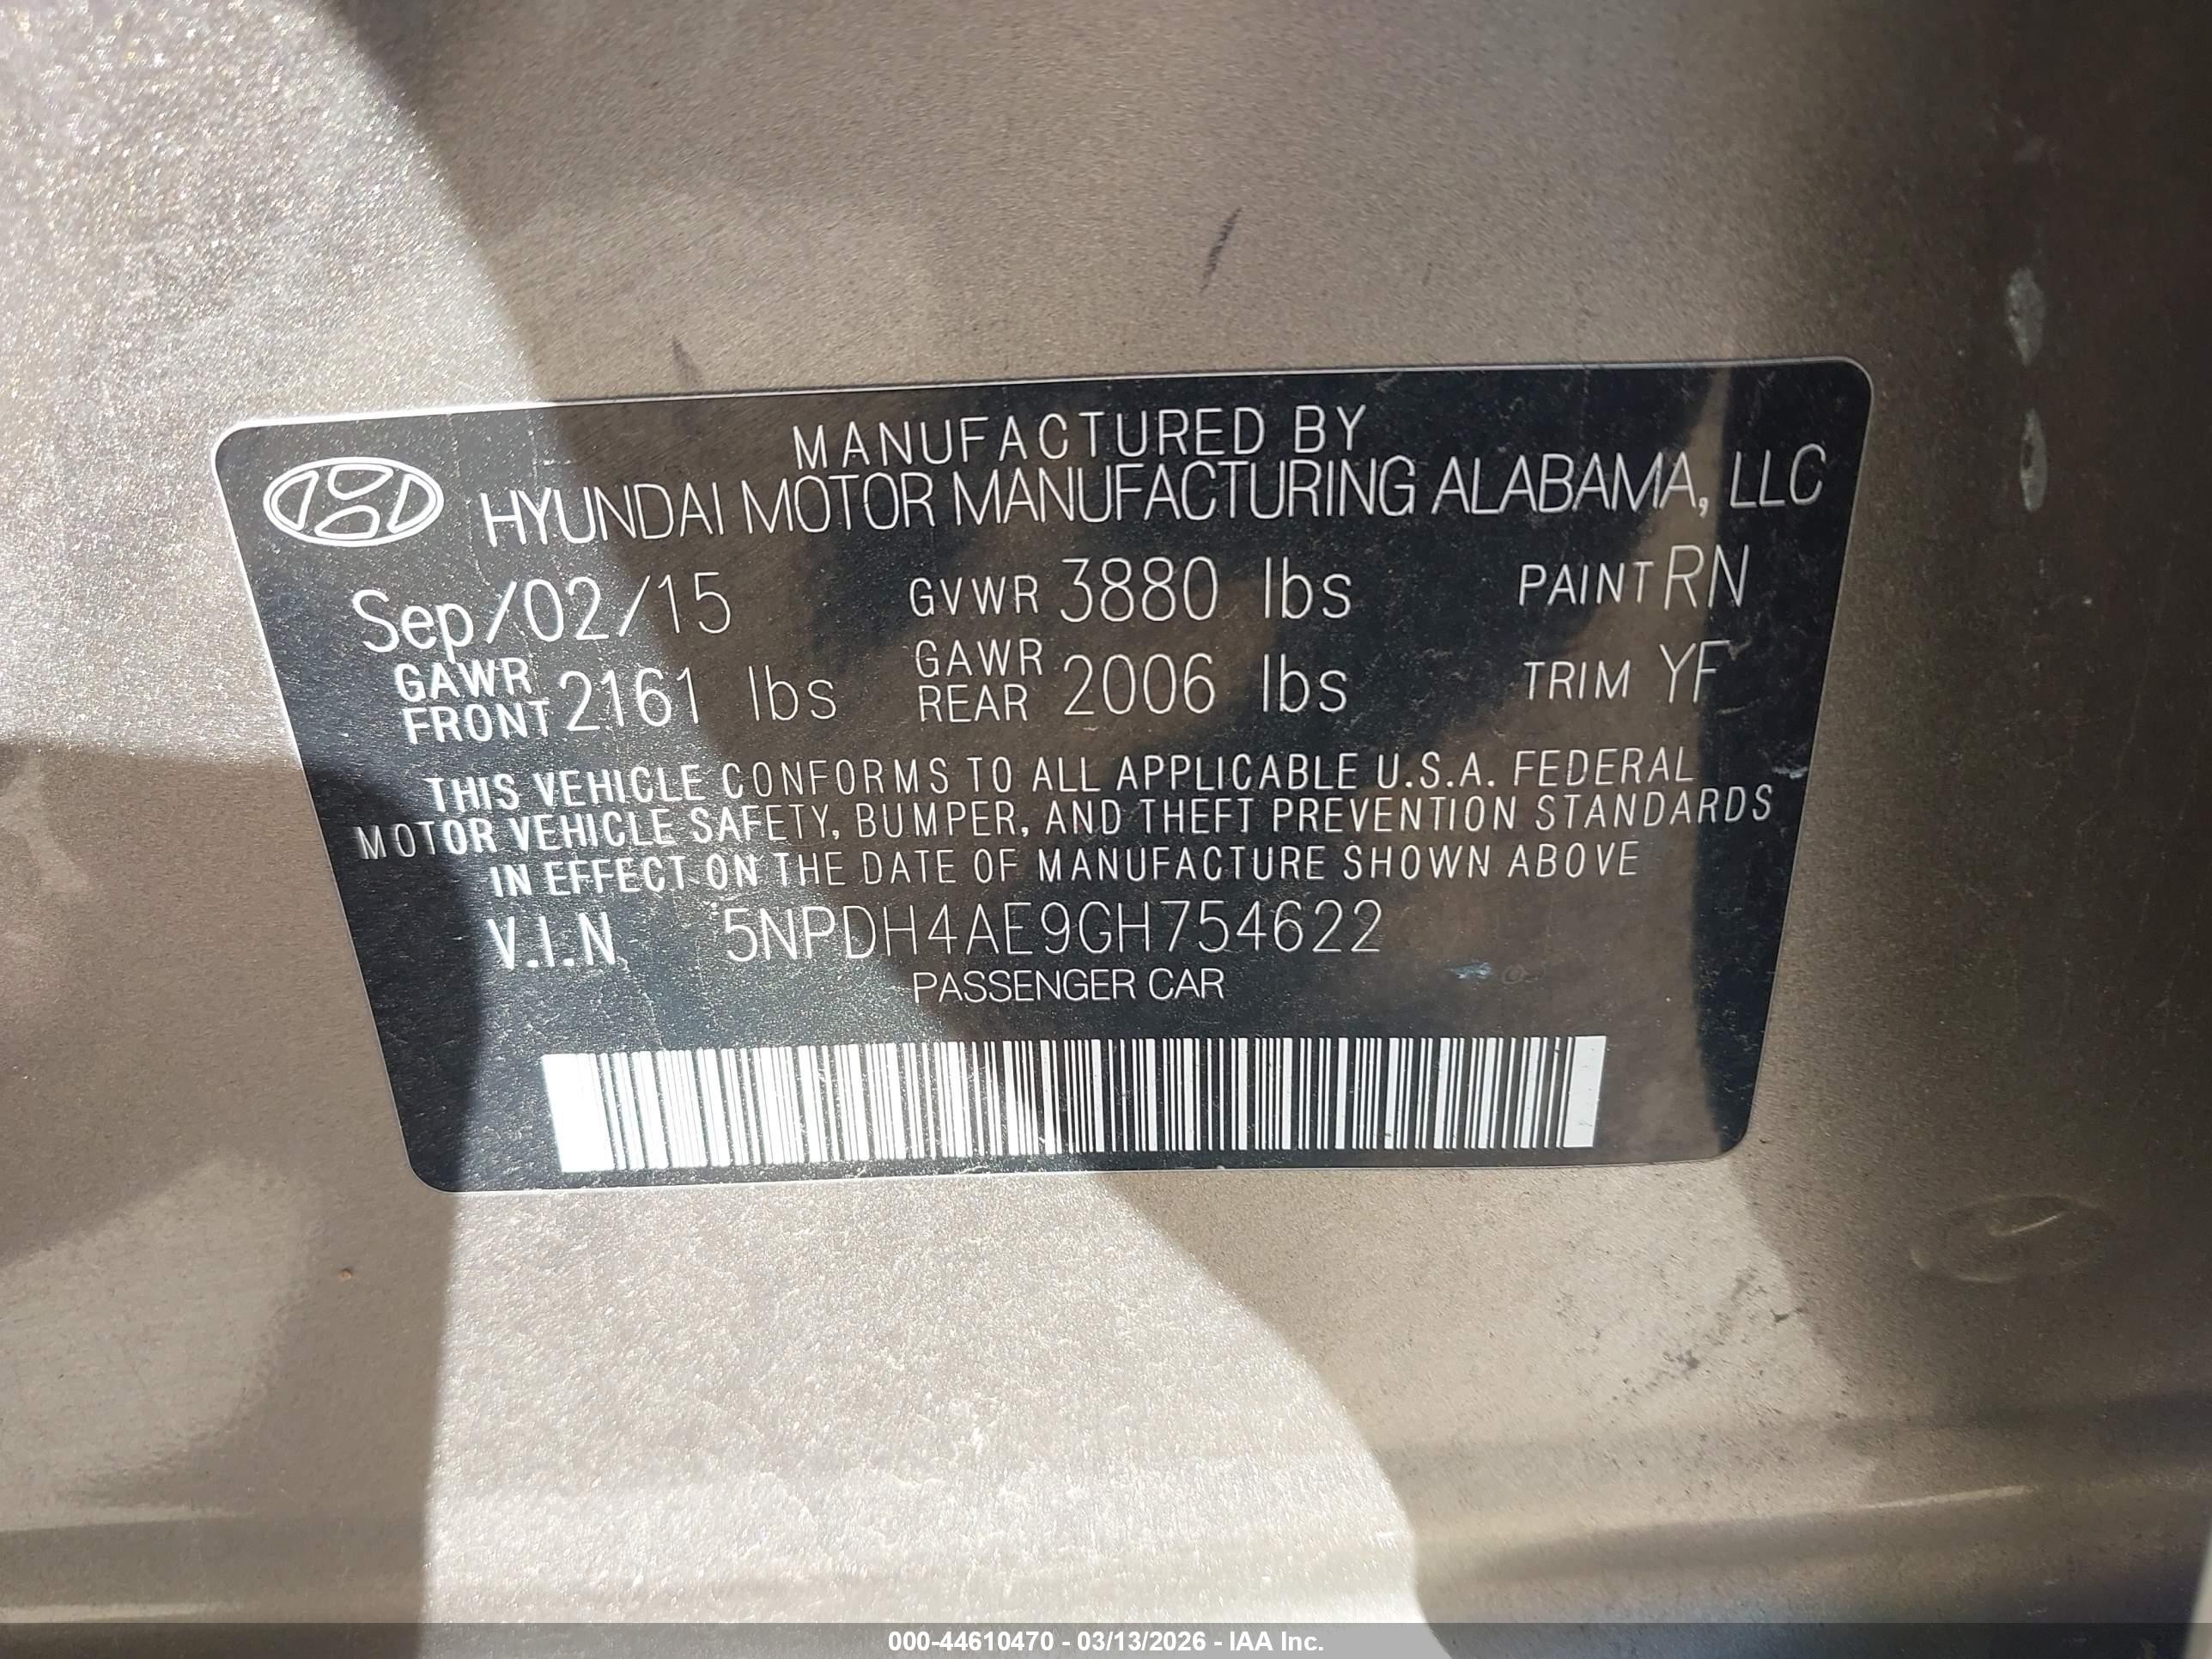 MANUFACTURED BY
HYUNDAI MOTOR MANUFACTURING ALABAMA, LLC
Sep/02/15 GVWR 3880 lbs PAINT RN
GAWR FRONT 2161 lbs GAWR REAR 2006 lbs TRIM YF
THIS VEHICLE CONFORMS TO ALL APPLICABLE U.S.A. FEDERAL
MOTOR VEHICLE SAFETY, BUMPER, AND THEFT PREVENTION STANDARDS
IN EFFECT ON THE DATE OF MANUFACTURE SHOWN ABOVE
V.I.N 5NPDH4AE9GH754622
PASSENGER CAR
000-44610470 - 03/13/2026 - IAA Inc.